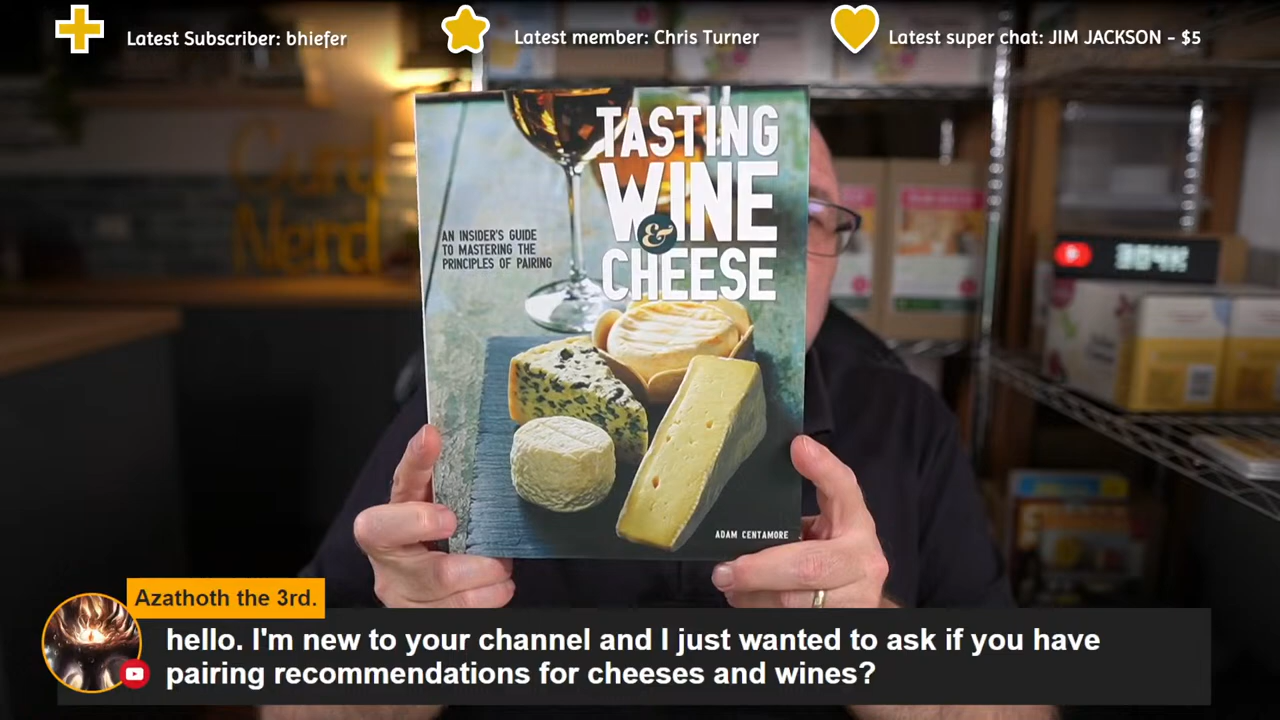 Latest Subscriber: bhiefer
Latest member: Chris Turner
Latest super chat: JIM JACKSON - $5
Curd
Nerd
TASTING
WINE
&
CHEESE
AN INSIDER'S GUIDE
TO MASTERING THE
PRINCIPLES OF PAIRING
ADAM CENTAMORE
Azathoth the 3rd.
hello. I'm new to your channel and I just wanted to ask if you have
pairing recommendations for cheeses and wines?